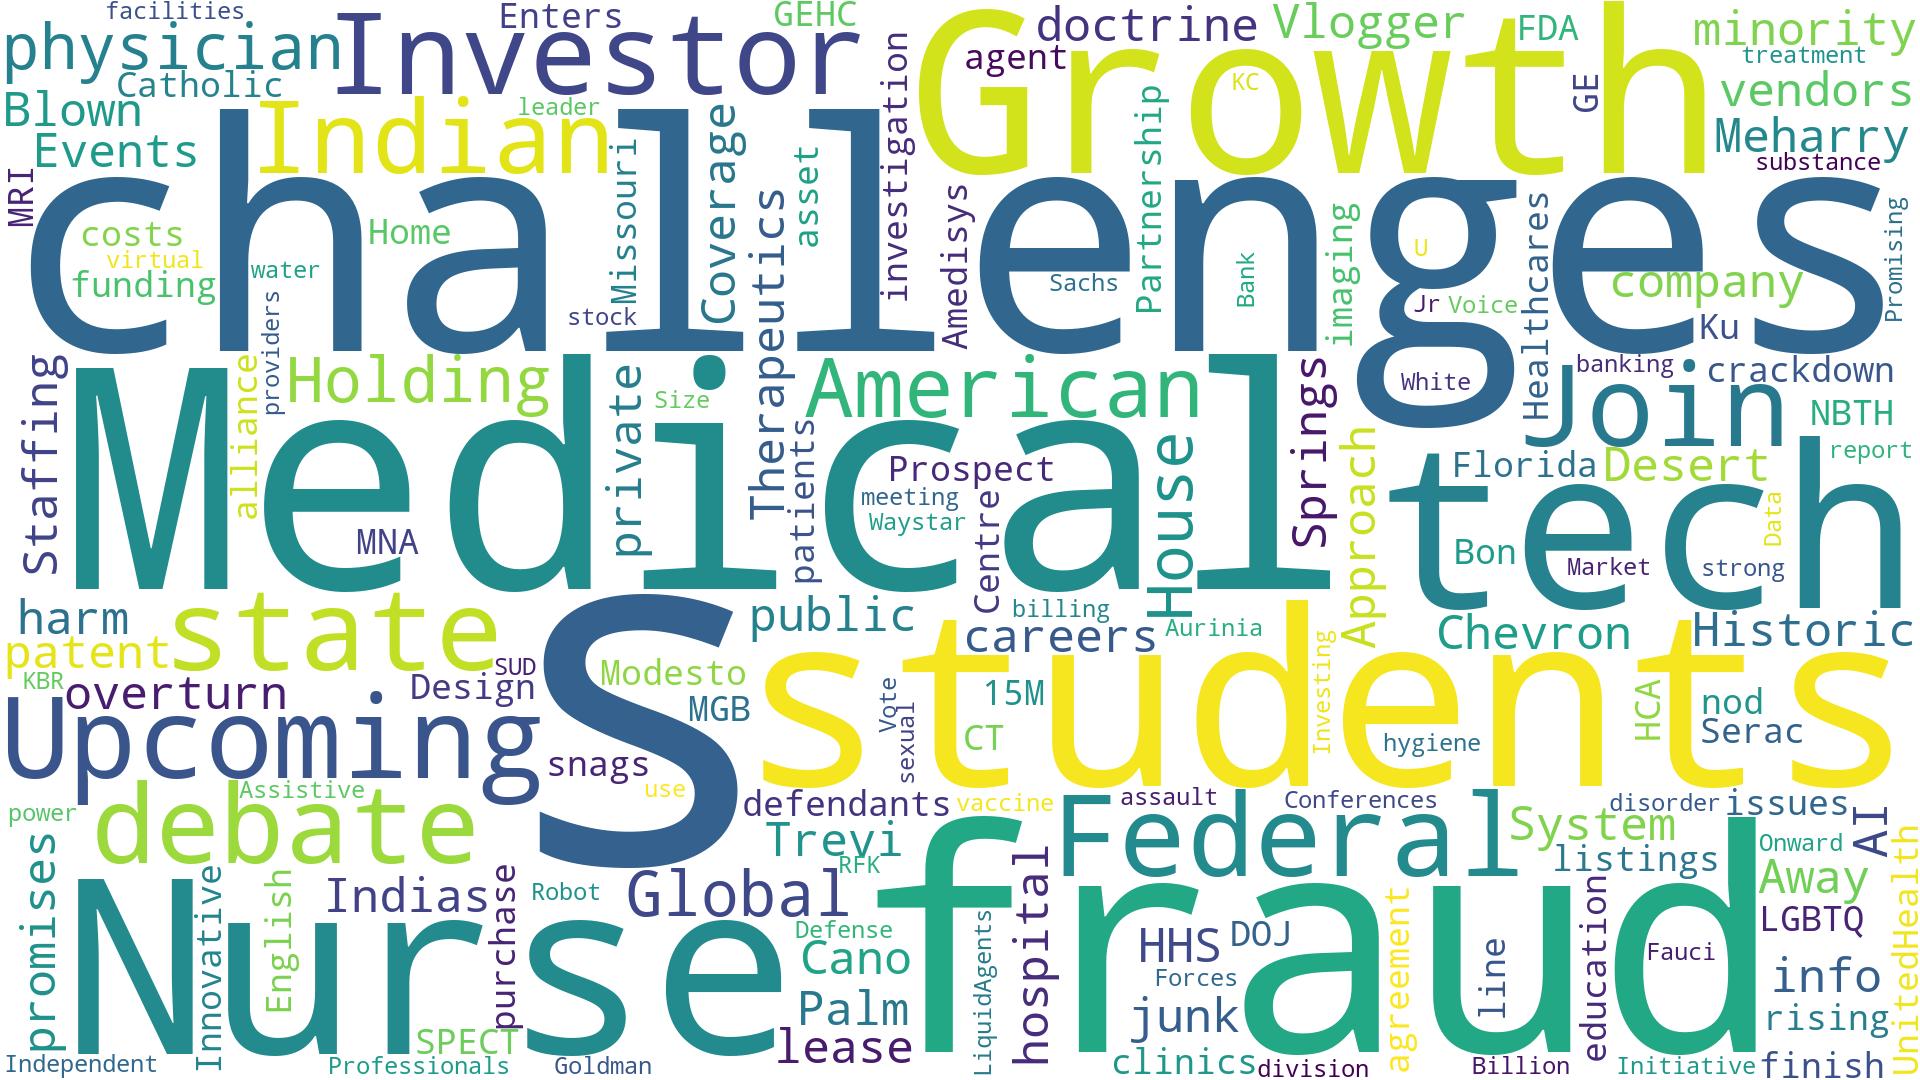 facilities
Enters
GEHC
physician
Investor
Growth
doctrine
Vlogger
FDA
minority
agent
treatment
Catholic
KC
GE
vendors
Blown
Indian
leader
Coverage
investigation
Partnership
Meharry
Events
substance
MRI
challenges
Missouri
asset
Therapeutics
Amedisys
imaging
Healthcares
Promising
costs
Home
virtual
water
funding
providers
stock
Sachs
Bank
U
Jr
Voice
company
Ku
Staffing
alliance
Holding
private
Size
American
Springs
White
banking
crackdown
Join
NBTH
report
Medical
patients
Prospect
meeting
Waystar
Centre
House
Approach
Florida
Desert
tech
Data
MNA
Bon
Market
strong
harm
state
public
billing
careers
Aurinia
Chevron
Historic
patent
SUD
KBR
overturn
Design
Modesto
MGB
S
students
Vote
sexual
15M
CT
Investing
hygiene
HCA
nod
Serac
Upcoming
snags
use
Assistive
power
debate
defendants
vaccine
assault
Conferences
disorder
issues
AI
Trevi
RFK
Federal
System
listings
Onward
Away
UnitedHealth
promises
Nurse
Innovative
English
Indias
purchase
Robot
Global
Defense
Cano
fraud
LiquidAgents
hospital
HHS
DOJ
Forces
agreement
line
education
Fauci
LGBTQ
info
Palm
junk
rising
SPECT
lease
Independent
Professionals
Goldman
clinics
division
Billion
Initiative
finish